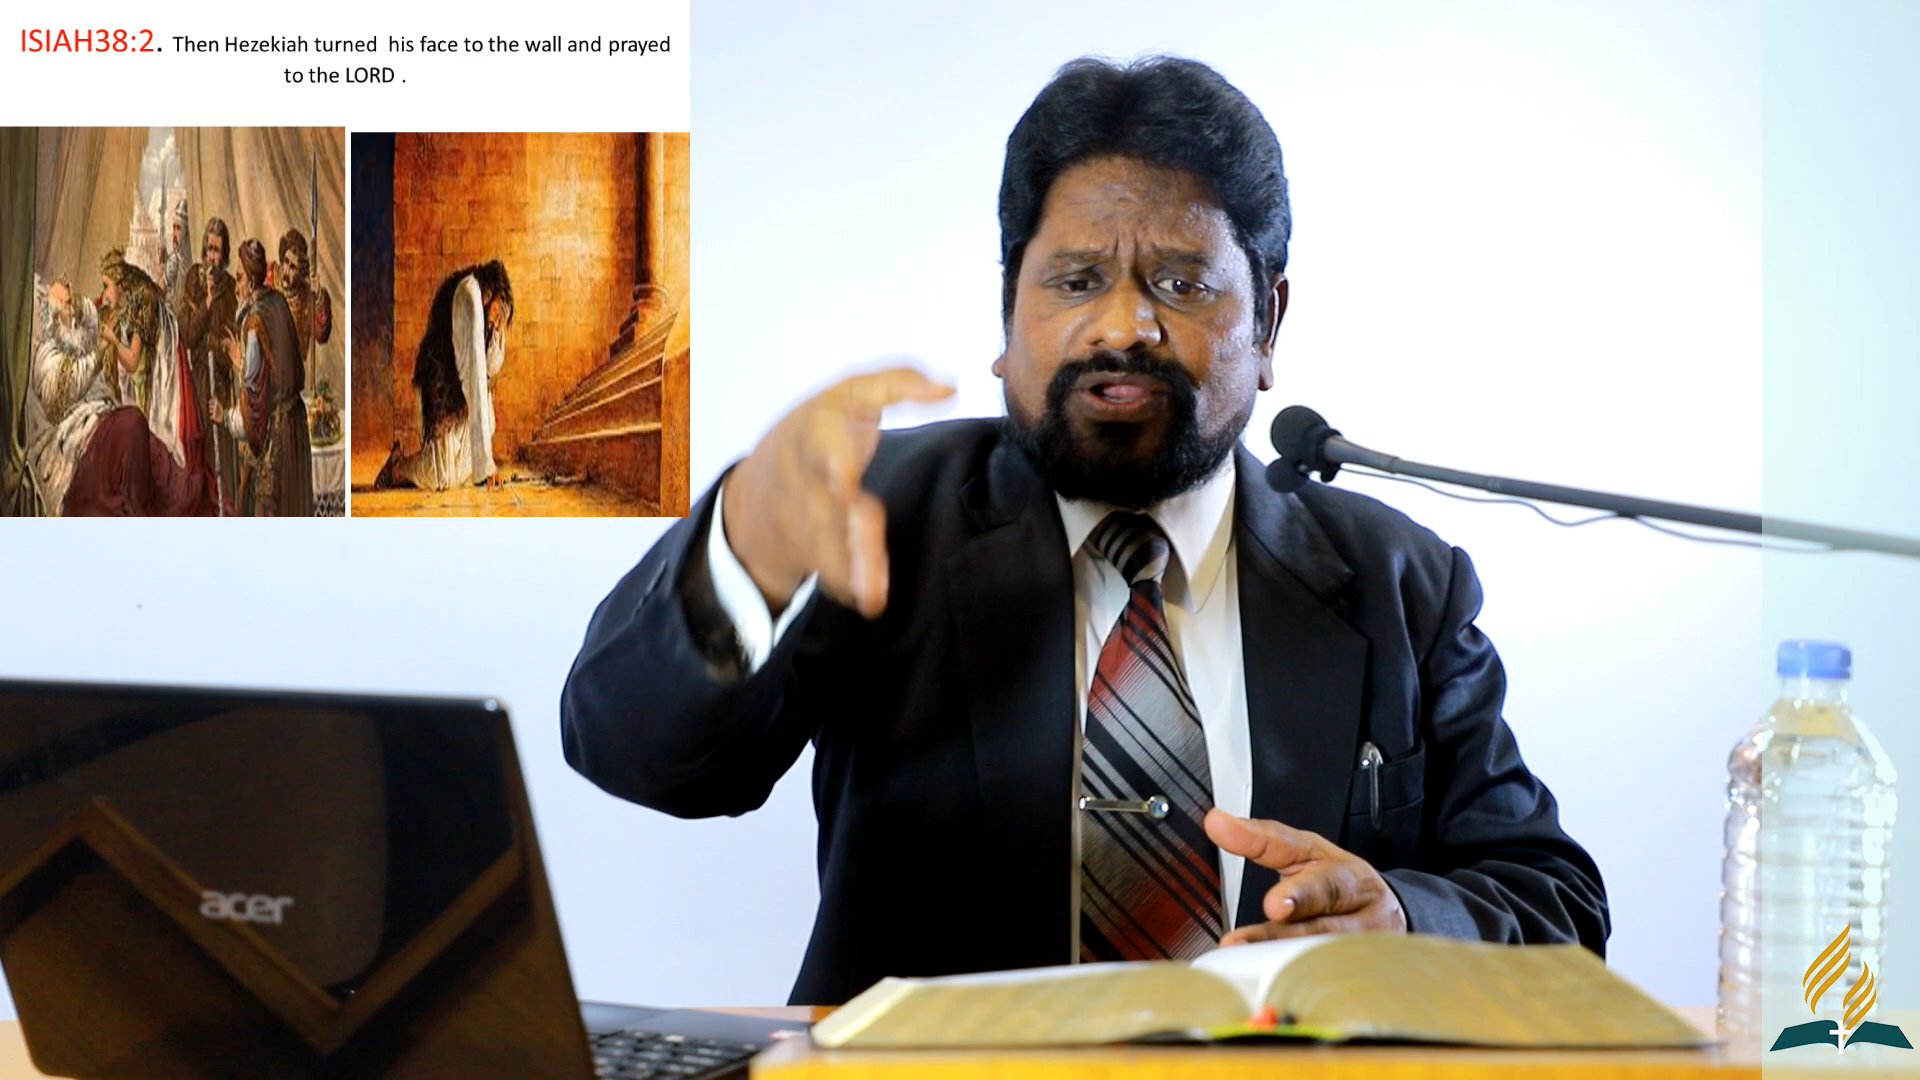 ISIAH38:2. Then Hezekiah turned his face to the wall and prayed
to the LORD .
acer